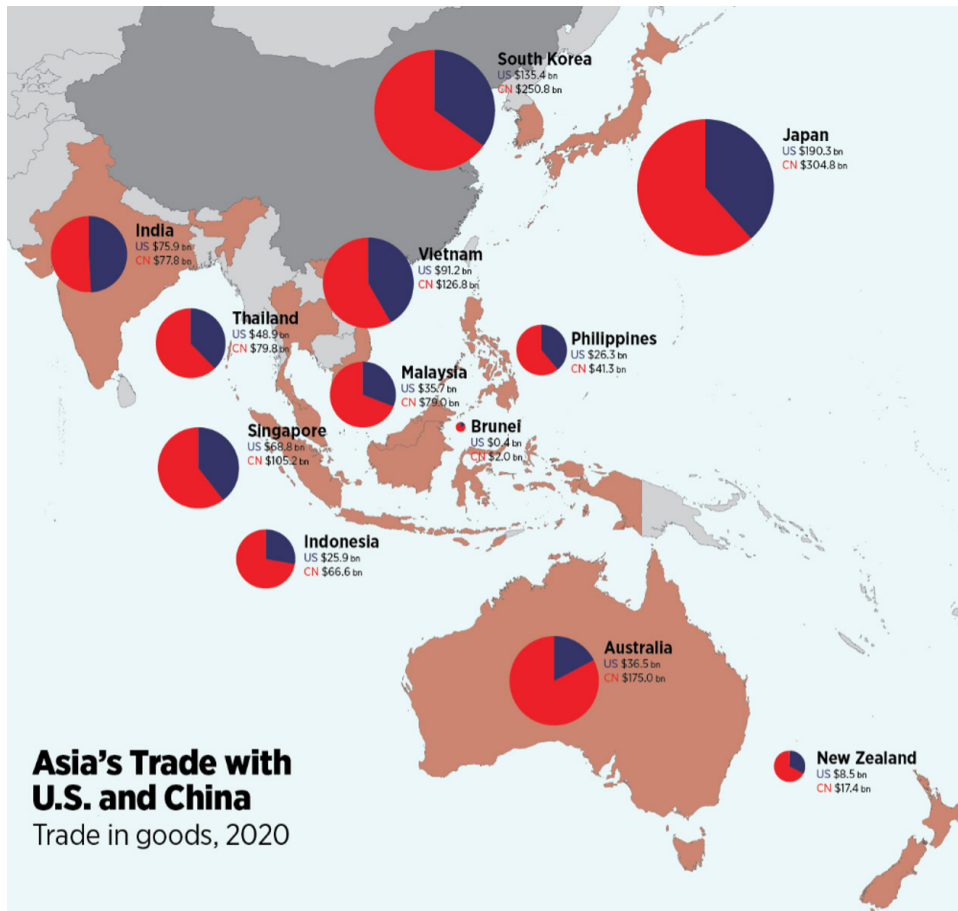 South Korea
US $135.4 bn
CN $250.8 bn
Japan
US $190.3 bn
CN $304.8 bn
India
US $75.9 bn
CN $77.8 bn
Vietnam
US $91.2 bn
CN $126.8 bn
Thailand
US $48.9 bn
CN $79.8 bn
Philippines
US $26.3 bn
CN $41.3 bn
Malaysia
US $35.7 bn
CN $79.0 bn
Brunei
US $0.4 bn
CN $2.0 bn
Singapore
US $68.8 bn
CN $105.2 bn
Indonesia
US $25.9 bn
CN $66.6 bn
Australia
US $36.5 bn
CN $175.0 bn
New Zealand
US $8.5 bn
CN $17.4 bn
Asia’s Trade with
U.S. and China
Trade in goods, 2020